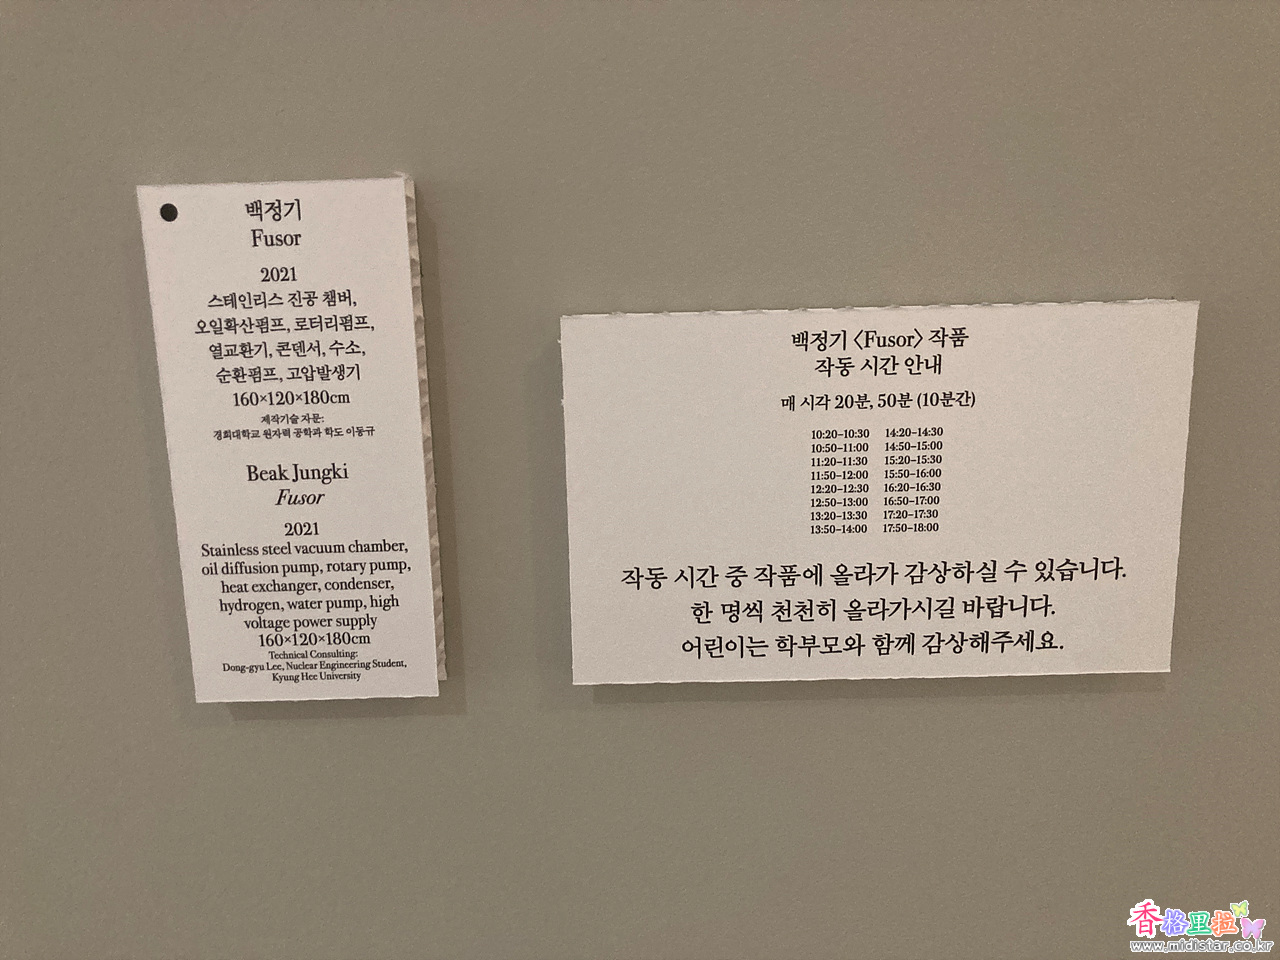 백정기
Fusor
2021
스테인리스 진공 챔버,
오일확산펌프, 로터리펌프,
열교환기, 콘덴서, 수소,
순환펌프, 고압발생기
160×120×180cm
제작기술 자문:
경희대학교 원자력 공학과 학도 이동규
Beak Jungki
Fusor
2021
Stainless steel vacuum chamber,
oil diffusion pump, rotary pump,
heat exchanger, condenser,
hydrogen, water pump, high
voltage power supply
160×120×180cm
Technical Consulting:
Dong-gyu Lee, Nuclear Engineering Student,
Kyung Hee University
백정기 〈Fusor〉 작품
작동 시간 안내
매 시각 20분, 50분 (10분간)
10:20–10:30 14:20–14:30
10:50–11:00 14:50–15:00
11:20–11:30 15:20–15:30
11:50–12:00 15:50–16:00
12:20–12:30 16:20–16:30
12:50–13:00 16:50–17:00
13:20–13:30 17:20–17:30
13:50–14:00 17:50–18:00
작동 시간 중 작품에 올라가 감상하실 수 있습니다.
한 명씩 천천히 올라가시길 바랍니다.
어린이는 학부모와 함께 감상해주세요.
香格里拉
www.midistar.co.kr